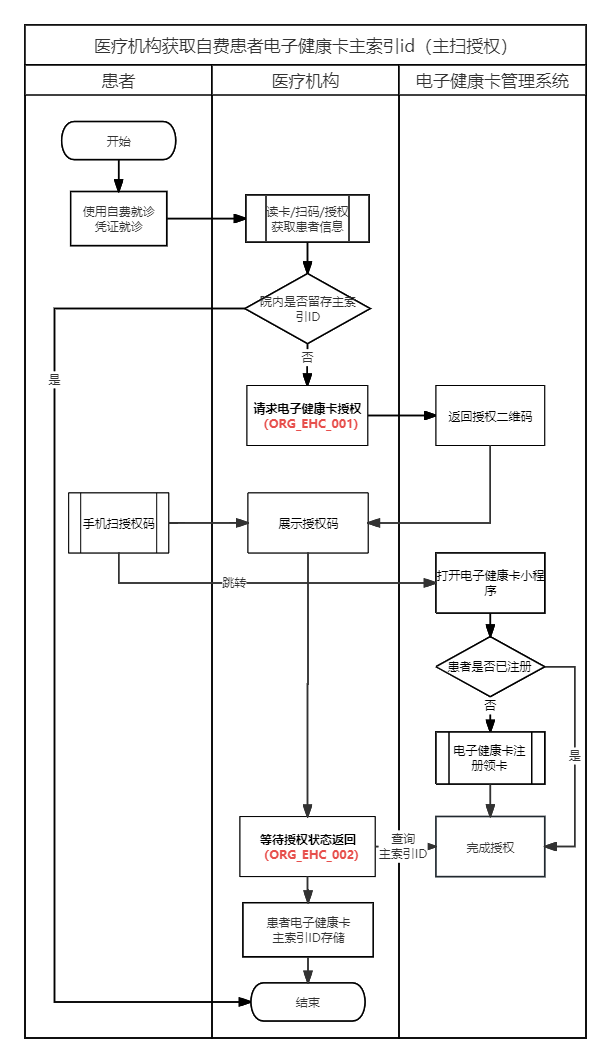 医疗机构获取自费患者电子健康卡主索引id（主扫授权）
患者
医疗机构
电子健康卡管理系统
开始
使用自费就诊
凭证就诊
读卡/扫码/授权
获取患者信息
院内是否留存主索
引ID
是
否
请求电子健康卡授权
（ORG_EHC_001)
返回授权二维码
手机扫授权码
展示授权码
跳转
打开电子健康卡小程
序
患者是否已注册
否
是
电子健康卡注
册领卡
等待授权状态返回
（ORG_EHC_002)
查询
主索引ID
完成授权
患者电子健康卡
主索引ID存储
结束